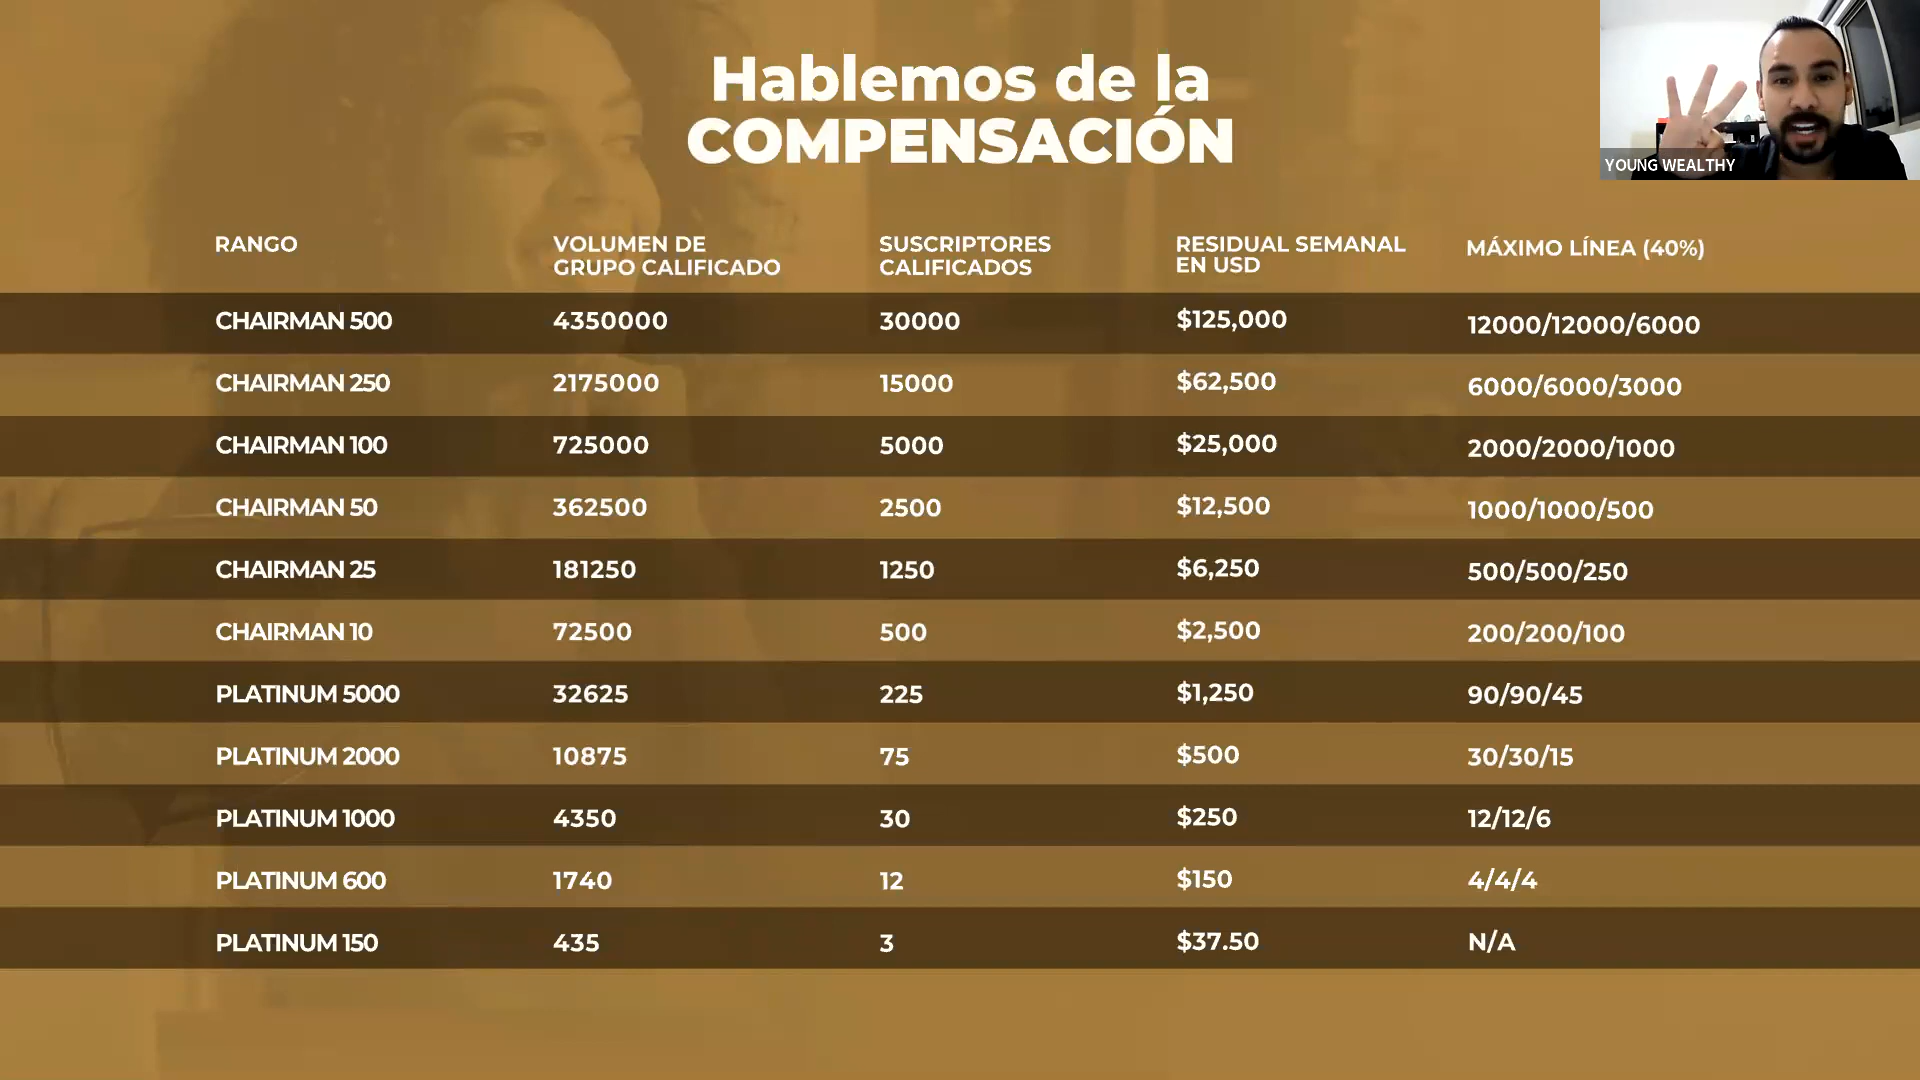 Hablemos de la
COMPENSACIÓN
YOUNG WEALTHY
RANGO VOLUMEN DE GRUPO CALIFICADO SUSCRIPTORES CALIFICADOS RESIDUAL SEMANAL EN USD MÁXIMO LÍNEA (40%)
CHAIRMAN 500 4350000 30000 $125,000 12000/12000/6000
CHAIRMAN 250 2175000 15000 $62,500 6000/6000/3000
CHAIRMAN 100 725000 5000 $25,000 2000/2000/1000
CHAIRMAN 50 362500 2500 $12,500 1000/1000/500
CHAIRMAN 25 181250 1250 $6,250 500/500/250
CHAIRMAN 10 72500 500 $2,500 200/200/100
PLATINUM 5000 32625 225 $1,250 90/90/45
PLATINUM 2000 10875 75 $500 30/30/15
PLATINUM 1000 4350 30 $250 12/12/6
PLATINUM 600 1740 12 $150 4/4/4
PLATINUM 150 435 3 $37.50 N/A